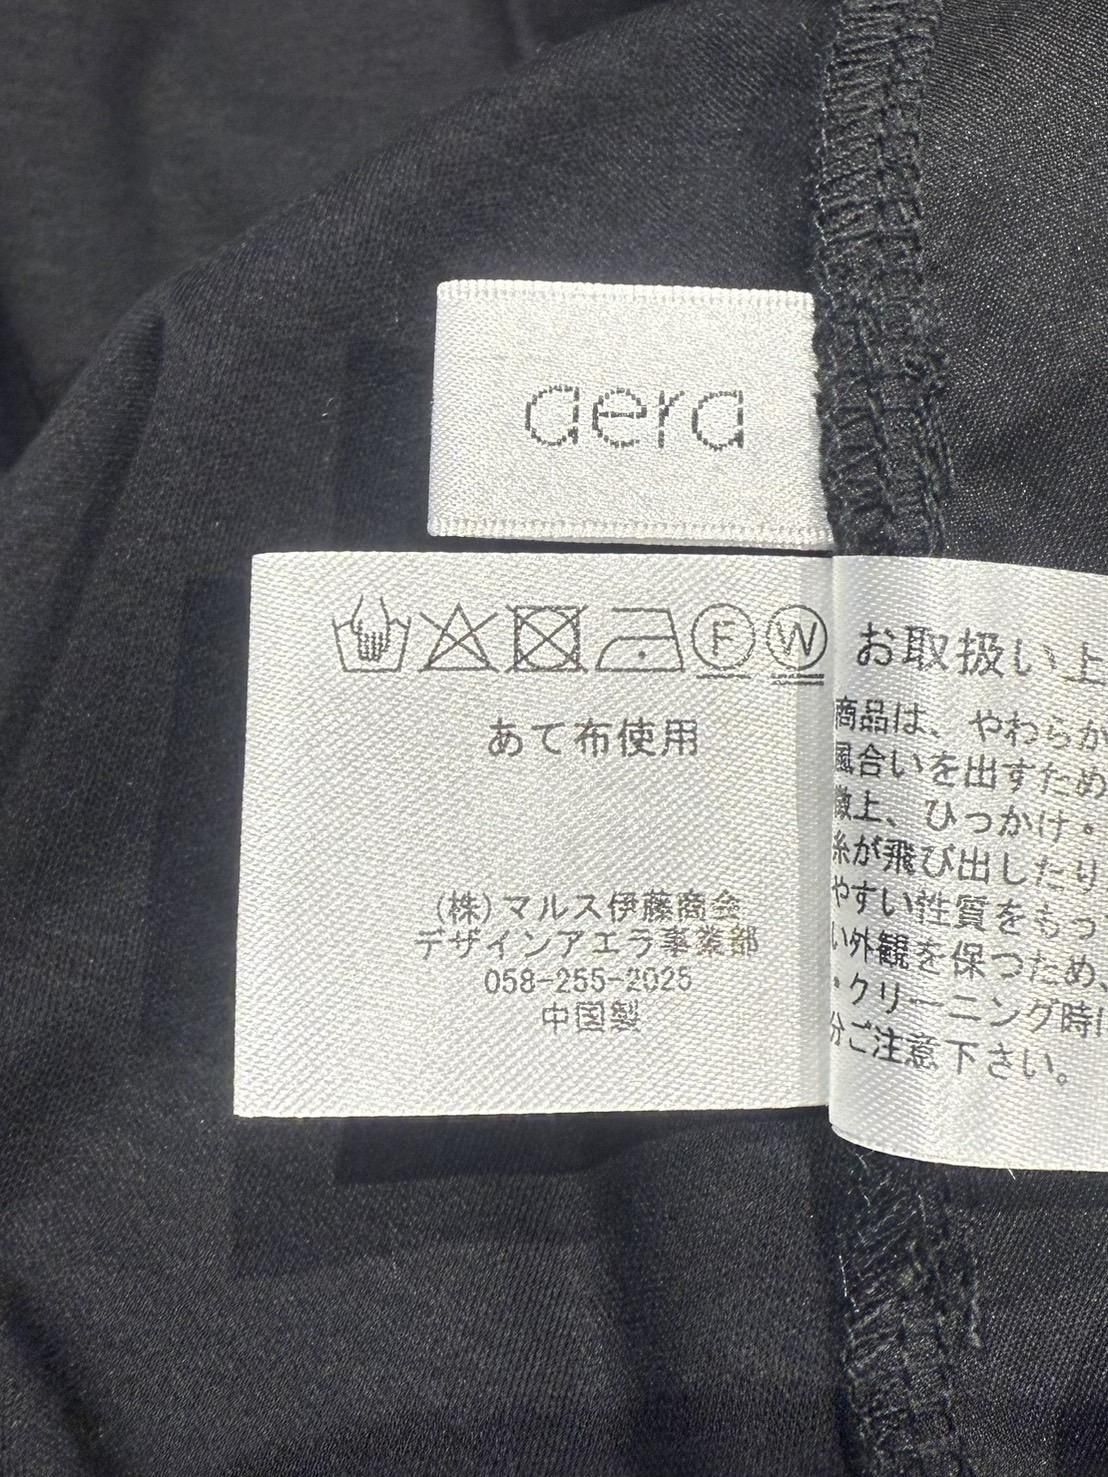 aera
F W
あて布使用
(株)マルス伊藤商会
デザインアエラ事業部
058-255-2025
中国製
お取扱い上
商品は、やわらか
風合いを出すため
徴上、ひっかけ・
糸が飛び出したり
やすい性質をもっ
い外観を保つため、
・クリーニング時に
分ご注意下さい。